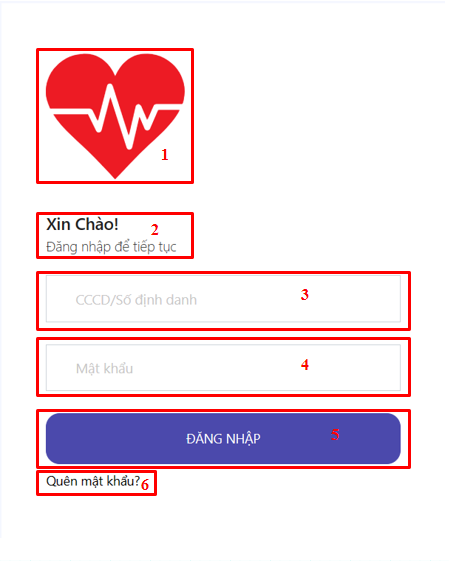 1
Xin Chào! 2
Đăng nhập để tiếp tục
CCCD/Số định danh 3
Mật khẩu 4
ĐĂNG NHẬP 5
Quên mật khẩu? 6